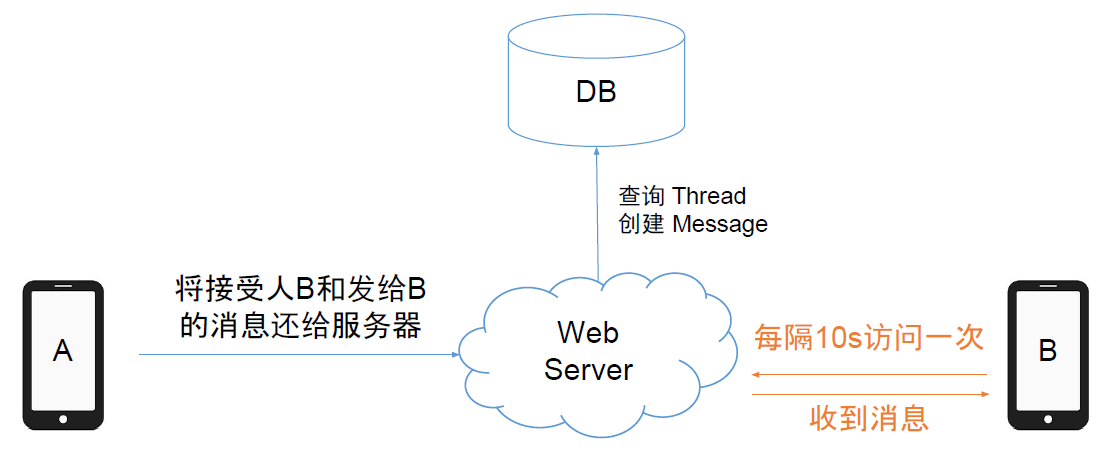 DB
查询 Thread
创建 Message
将接受人B和发给B
的消息还给服务器
A
Web
Server
每隔10s访问一次
收到消息
B